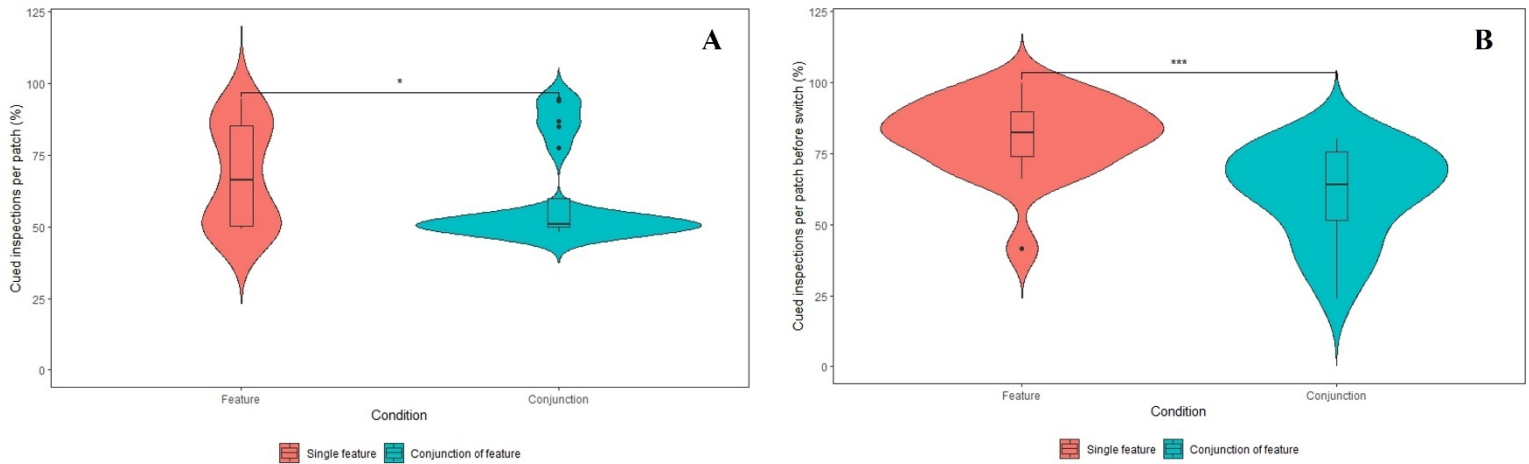 A
Cued inspections per patch (%)
125
100
75
50
25
0
*
Feature
Conjunction
Condition
Single feature
Conjunction of feature
B
Cued inspections per patch before switch (%)
125
100
75
50
25
0
***
Feature
Conjunction
Condition
Single feature
Conjunction of feature